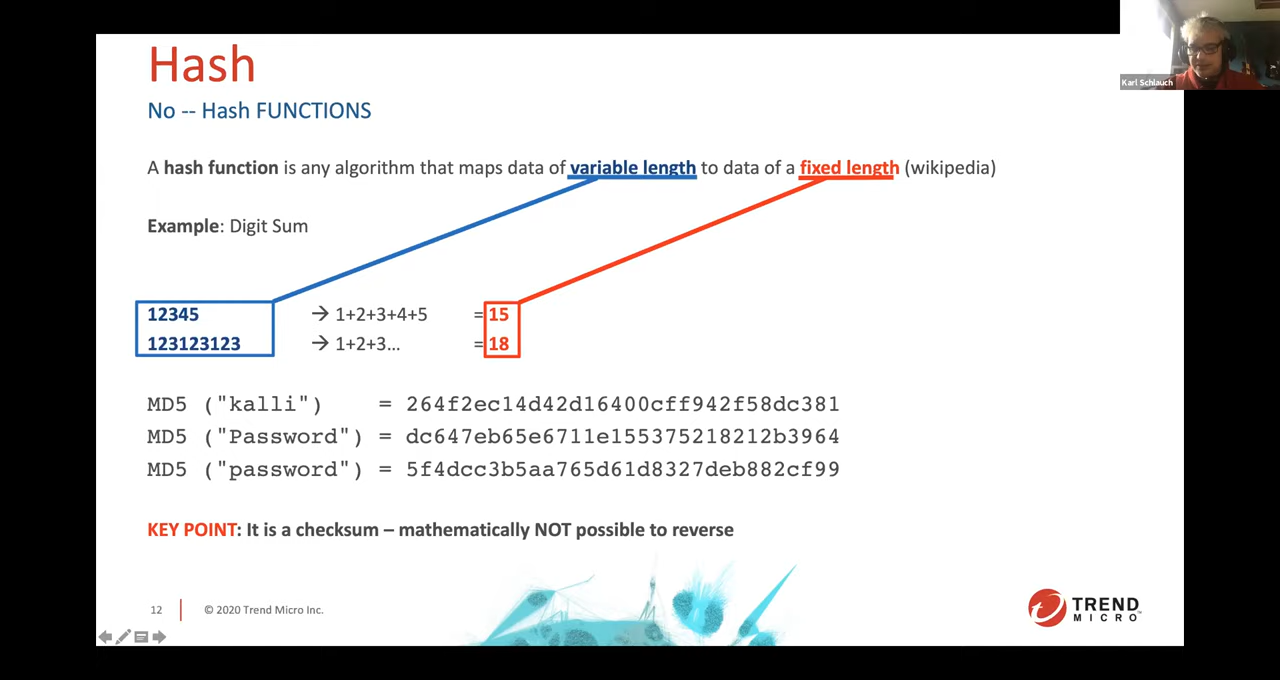 Hash
Karl Schlauch
No -- Hash FUNCTIONS
A hash function is any algorithm that maps data of variable length to data of a fixed length (wikipedia)
Example: Digit Sum
12345 → 1+2+3+4+5 = 15
123123123 → 1+2+3... = 18
MD5 ("kalli") = 264f2ec14d42d16400cff942f58dc381
MD5 ("Password") = dc647eb65e6711e155375218212b3964
MD5 ("password") = 5f4dcc3b5aa765d61d8327deb882cf99
KEY POINT: It is a checksum – mathematically NOT possible to reverse
12 © 2020 Trend Micro Inc.
TREND
MICRO